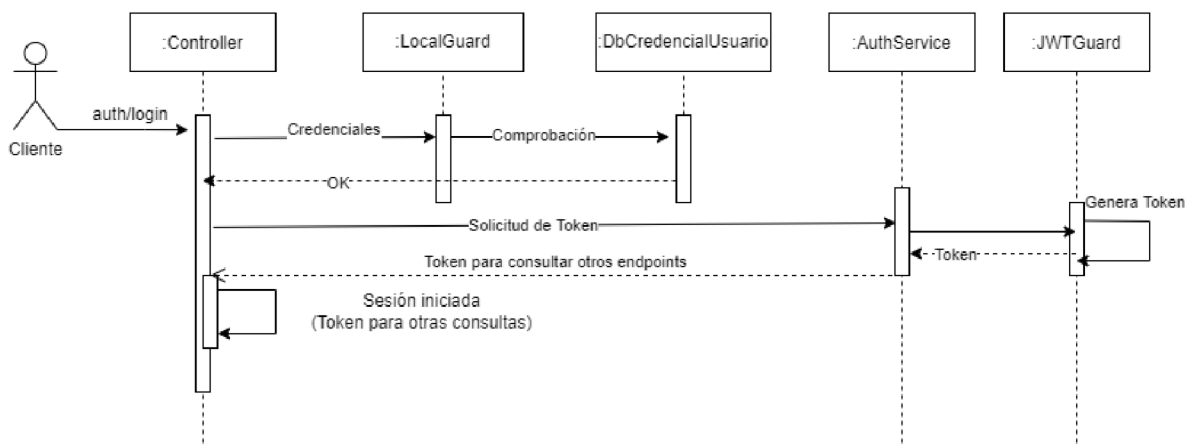 :Controller
:LocalGuard
:DbCredencialUsuario
:AuthService
:JWTGuard
auth/login
Cliente
Credenciales
Comprobación
OK
Genera Token
Solicitud de Token
Token
Token para consultar otros endpoints
Sesión iniciada
(Token para otras consultas)